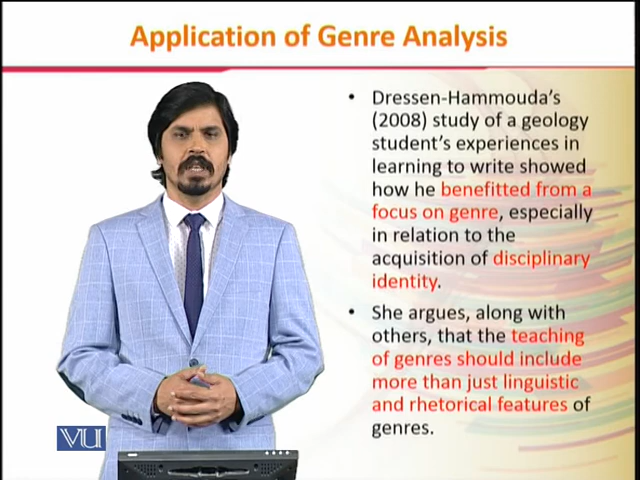 Application of Genre Analysis
• Dressen-Hammouda's
(2008) study of a geology
student's experiences in
learning to write showed
how he benefitted from a
focus on genre, especially
in relation to the
acquisition of disciplinary
identity.
• She argues, along with
others, that the teaching
of genres should include
more than just linguistic
and rhetorical features of
genres.
VU